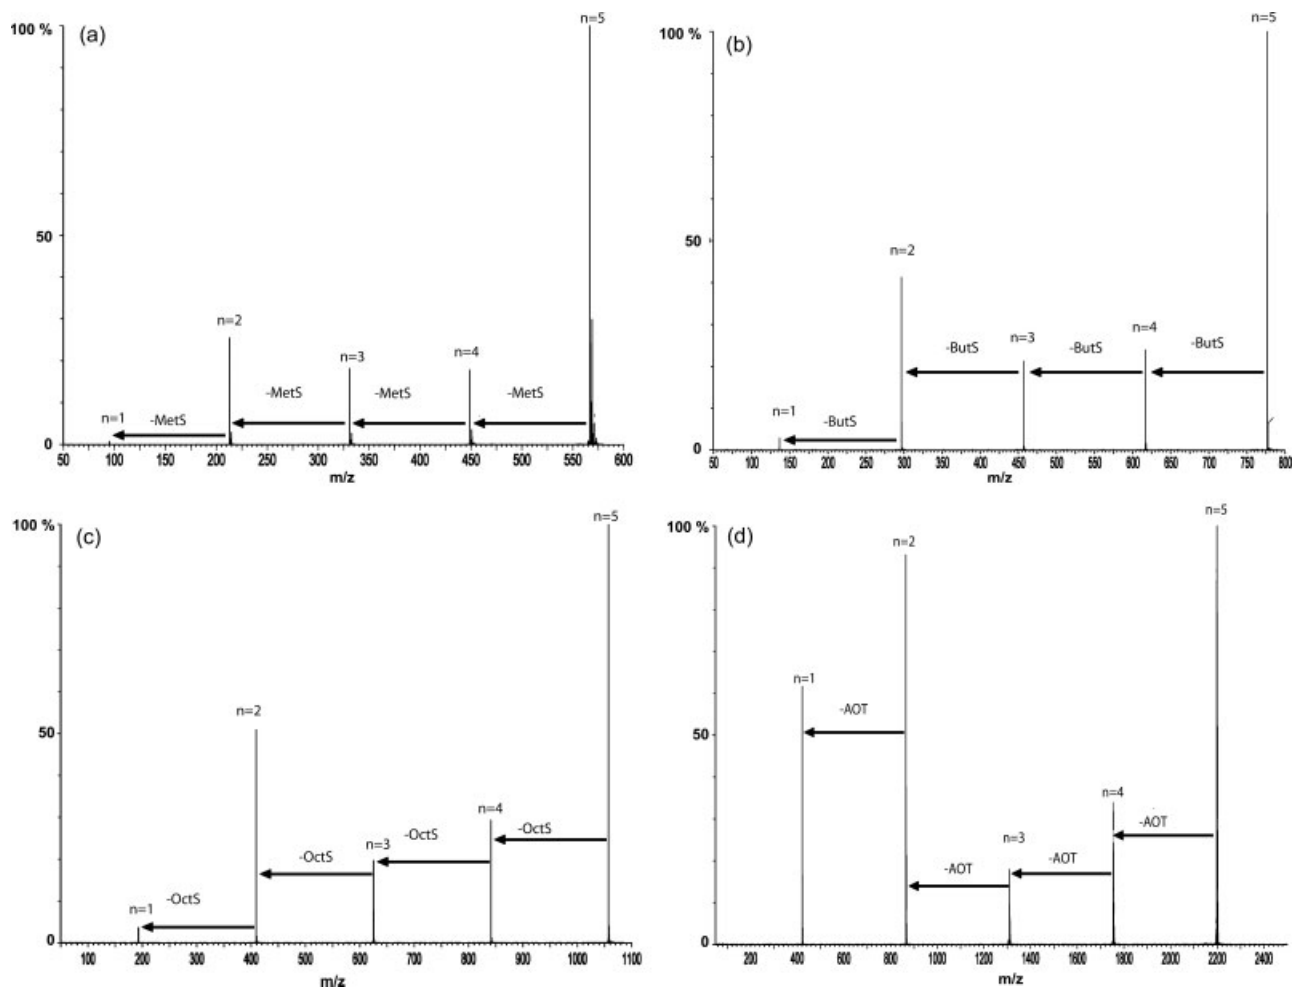 (a)
100 %
n=5
50
n=2
n=3
n=4
-MetS
-MetS
-MetS
n=1
-MetS
0
50 100 150 200 250 300 350 400 450 500 550 600
m/z
(b)
100 %
n=5
50
n=2
n=3
n=4
-ButS
-ButS
-ButS
n=1
-ButS
0
50 100 150 200 250 300 350 400 450 500 550 600 650 700 750 800
m/z
(c)
100 %
n=5
50
n=2
n=4
n=3
-OctS
-OctS
-OctS
n=1
-OctS
0
100 200 300 400 500 600 700 800 900 1000 1100
m/z
(d)
100 %
n=5
n=2
n=1
50
-AOT
n=4
n=3
-AOT
-AOT
-AOT
0
200 400 600 800 1000 1200 1400 1600 1800 2000 2200 2400
m/z